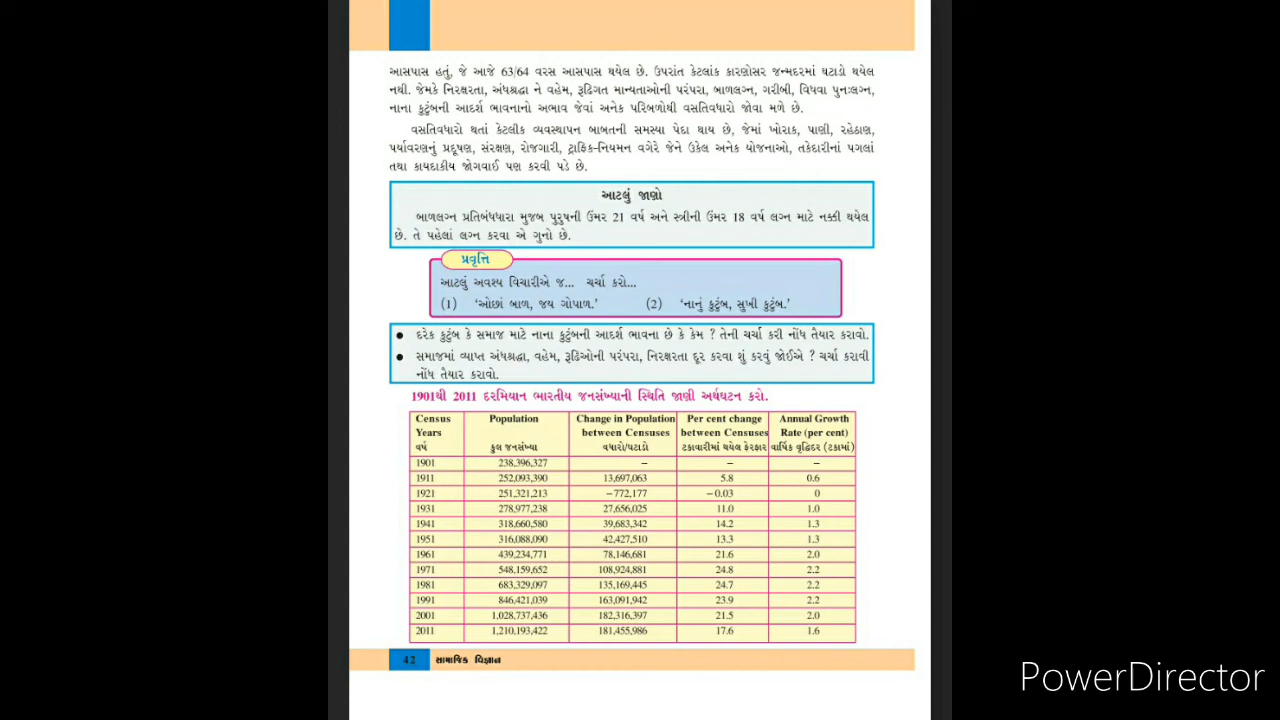 આસપાસ હતું, જે આજે 63/64 વરસ આસપાસ થયેલ છે. ઉપરાંત કેટલાંક કારણોસર જન્મદરમાં ઘટાડો થયેલ
નથી. જેમકે નિરક્ષરતા, અંધશ્રદ્ધા ને વહેમ, રૂઢિગત માન્યતાઓની પરંપરા, બાળલગ્ન, ગરીબી, વિધવા પુનઃલગ્ન,
નાના કુટુંબની આદર્શ ભાવનાનો અભાવ જેવાં અનેક પરિબળોથી વસતિવધારો જોવા મળે છે.
વસતિવધારો થતાં કેટલીક વ્યવસ્થાપન બાબતની સમસ્યા પેદા થાય છે, જેમાં ખોરાક, પાણી, રહેઠાણ,
પર્યાવરણનું પ્રદૂષણ, સંરક્ષણ, રોજગારી, ટ્રાફિક-નિયમન વગેરે જેને ઉકેલ અનેક યોજનાઓ, તકેદારીનાં પગલાં
તથા કાયદાકીય જોગવાઈ પણ કરવી પડે છે.
આટલું જાણો
બાળલગ્ન પ્રતિબંધધારા મુજબ પુરુષની ઉંમર 21 વર્ષ અને સ્ત્રીની ઉંમર 18 વર્ષ લગ્ન માટે નક્કી થયેલ
છે. તે પહેલાં લગ્ન કરવા એ ગુનો છે.
પ્રવૃત્તિ
આટલું અવશ્ય વિચારીએ જ... ચર્ચા કરો...
(1) ‘ઓછાં બાળ, જય ગોપાળ.’ (2) ‘નાનું કુટુંબ, સુખી કુટુંબ.’
● દરેક કુટુંબ કે સમાજ માટે નાના કુટુંબની આદર્શ ભાવના છે કે કેમ ? તેની ચર્ચા કરી નોંધ તૈયાર કરાવો.
● સમાજમાં વ્યાપ્ત અંધશ્રદ્ધા, વહેમ, રૂઢિઓની પરંપરા, નિરક્ષરતા દૂર કરવા શું કરવું જોઈએ ? ચર્ચા કરાવી
નોંધ તૈયાર કરાવો.
1901થી 2011 દરમિયાન ભારતીય જનસંખ્યાની સ્થિતિ જાણી અર્થઘટન કરો.
Census Population Change in Population Per cent change Annual Growth
Years between Censuses between Censuses Rate (per cent)
વર્ષ કુલ જનસંખ્યા વધારો/ઘટાડો ટકાવારીમાં થયેલ ફેરફાર વાર્ષિક વૃદ્ધિદર (ટકામાં)
1901 238,396,327 – – –
1911 252,093,390 13,697,063 5.8 0.6
1921 251,321,213 –772,177 –0.03 0
1931 278,977,238 27,656,025 11.0 1.0
1941 318,660,580 39,683,342 14.2 1.3
1951 316,088,090 42,427,510 13.3 1.3
1961 439,234,771 78,146,681 21.6 2.0
1971 548,159,652 108,924,881 24.8 2.2
1981 683,329,097 135,169,445 24.7 2.2
1991 846,421,039 163,091,942 23.9 2.2
2001 1,028,737,436 182,316,397 21.5 2.0
2011 1,210,193,422 181,455,986 17.6 1.6
42 સામાજિક વિજ્ઞાન
PowerDirector